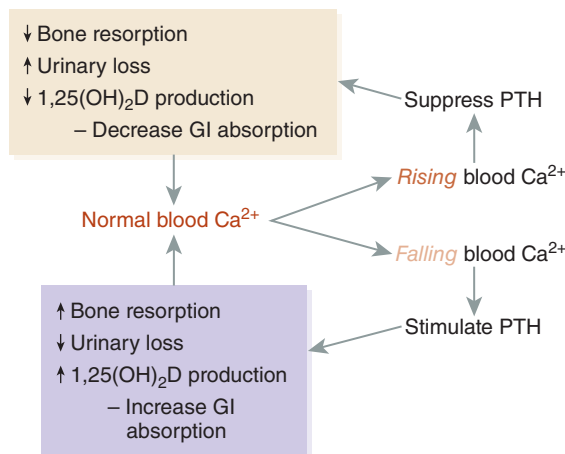 ↓ Bone resorption
↑ Urinary loss
↓ 1,25(OH)₂D production
– Decrease GI absorption
Suppress PTH
Rising blood Ca²⁺
Normal blood Ca²⁺
Falling blood Ca²⁺
Stimulate PTH
↑ Bone resorption
↓ Urinary loss
↑ 1,25(OH)₂D production
– Increase GI
absorption